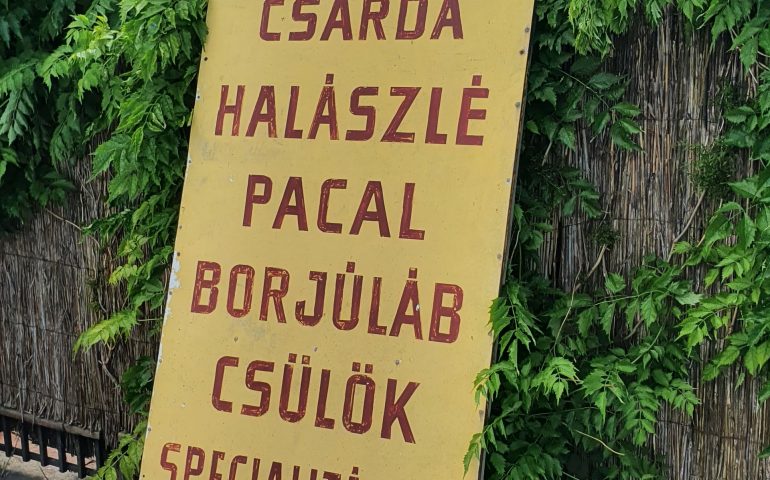 CSÁRDA
HALÁSZLÉ
PACAL
BORJÚLÁB
CSÜLÖK